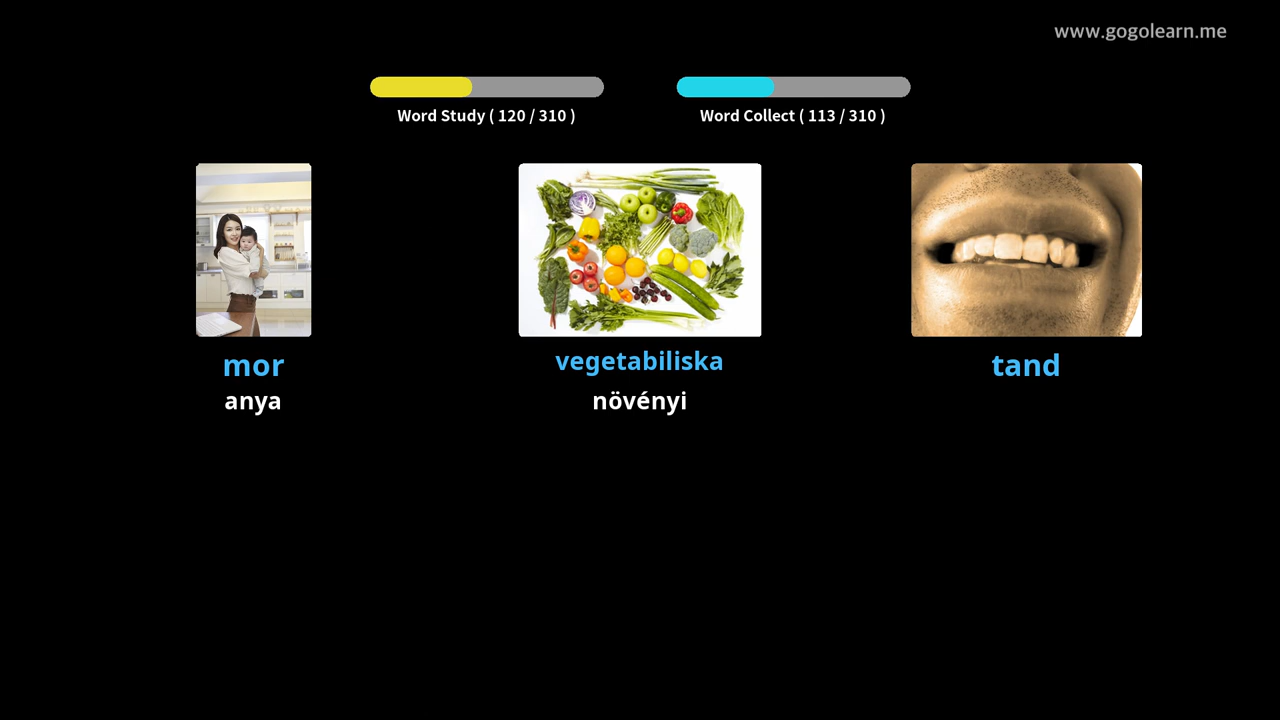 www.gogolearn.me
Word Study ( 120 / 310 )
Word Collect ( 113 / 310 )
mor
vegetabiliska
tand
anya
növényi